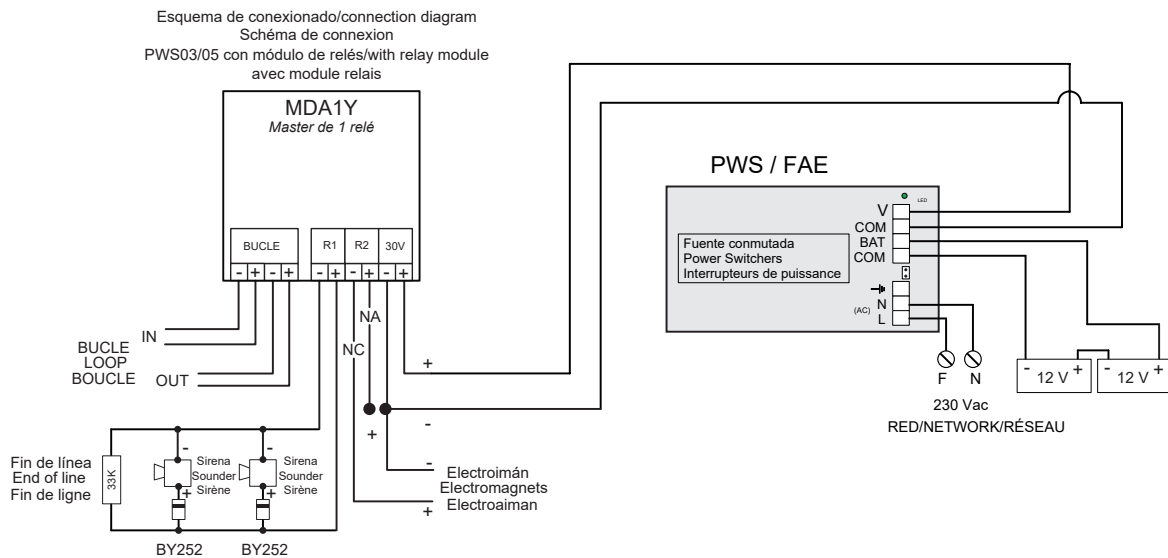 Esquema de conexionado/connection diagram
Schéma de connexion
PWS03/05 con módulo de relés/with relay module
avec module relais
MDA1Y
Master de 1 relé
BUCLE
R1
R2
30V
- + - +
- + - + - +
NA
NC
IN
BUCLE
LOOP
BOUCLE
OUT
+
-
+
-
Electroimán
Electromagnets
Electroaiman
+
Fin de línea
End of line
Fin de ligne
33K
-
Sirena
Sounder
Sirène
+
-
Sirena
Sounder
Sirène
+
BY252
BY252
PWS / FAE
LED
V
COM
BAT
COM
Fuente conmutada
Power Switchers
Interrupteurs de puissance
(AC)
N
L
F
N
230 Vac
RED/NETWORK/RÉSEAU
- 12 V +
- 12 V +